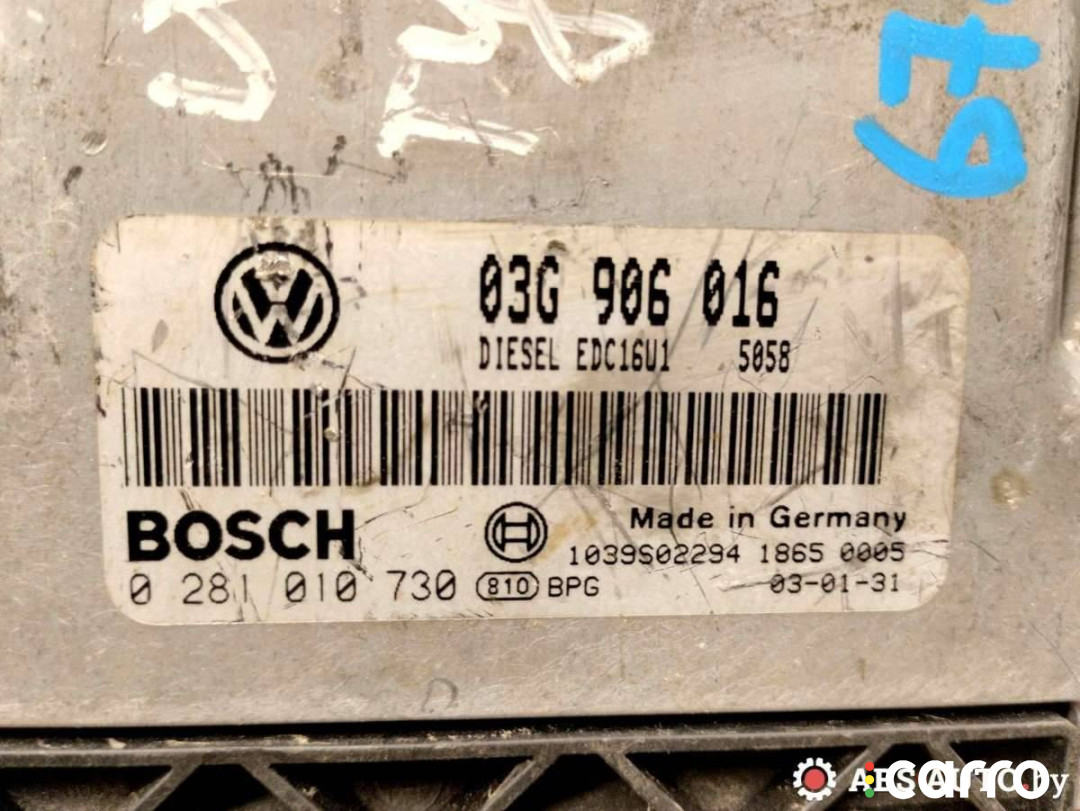 03G 906 016
DIESEL EDC16U1 5058
BOSCH
Made in Germany
1039S02294 1865 0005
0 281 010 730 810 BPG
03-01-31
carro